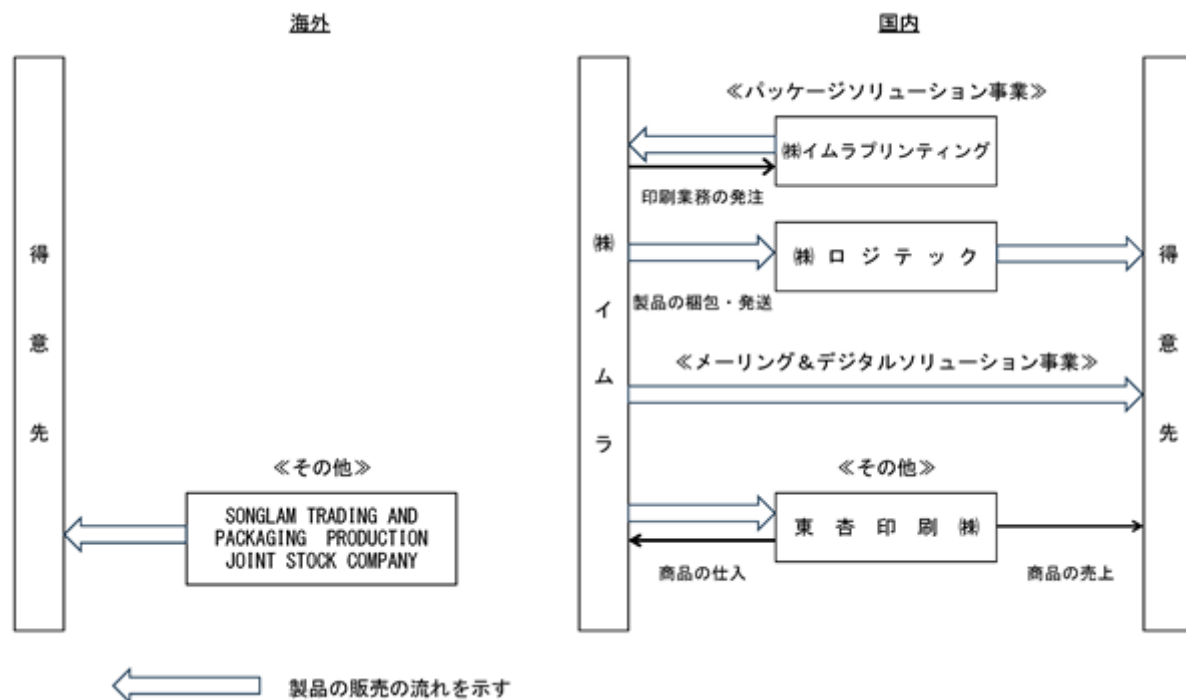 海外
国内
得意先
≪その他≫
SONGLAM TRADING AND
PACKAGING PRODUCTION
JOINT STOCK COMPANY
㈱イムラ
≪パッケージソリューション事業≫
㈱イムラプリンティング
印刷業務の発注
㈱ロジテック
製品の梱包・発送
≪メーリング＆デジタルソリューション事業≫
≪その他≫
東杏印刷㈱
商品の仕入
商品の売上
得意先
製品の販売の流れを示す